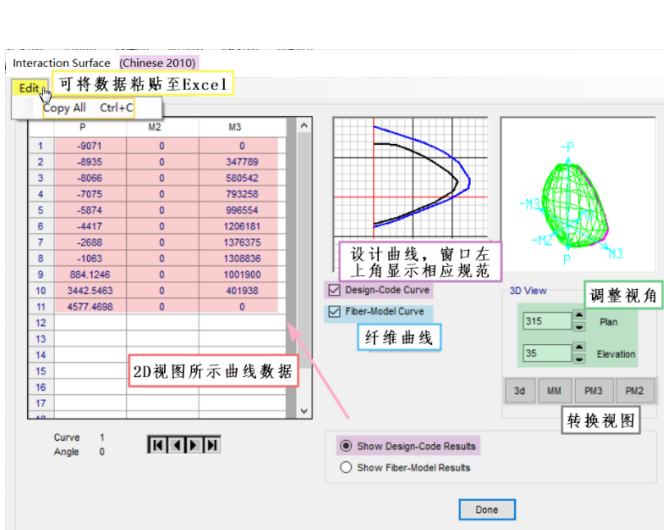 Interaction Surface (Chinese 2010)
Edit
可将数据粘贴至Excel
Copy All Ctrl+C
P M2 M3
1 -9071 0 0
2 -8935 0 347789
3 -8066 0 580542
4 -7075 0 793258
5 -5874 0 996554
6 -4417 0 1206181
7 -2688 0 1376375
8 -1063 0 1308836
9 884.1246 0 1001900
10 3442.5463 0 401938
11 4577.4698 0 0
12
13
14
15
16
17
2D视图所示曲线数据
Curve 1
Angle 0
设计曲线，窗口左
上角显示相应规范
Design-Code Curve
Fiber-Model Curve
纤维曲线
-P
-M3
-M2
P
M3
3D View
调整视角
315 Plan
35 Elevation
3d MM PM3 PM2
转换视图
Show Design-Code Results
Show Fiber-Model Results
Done